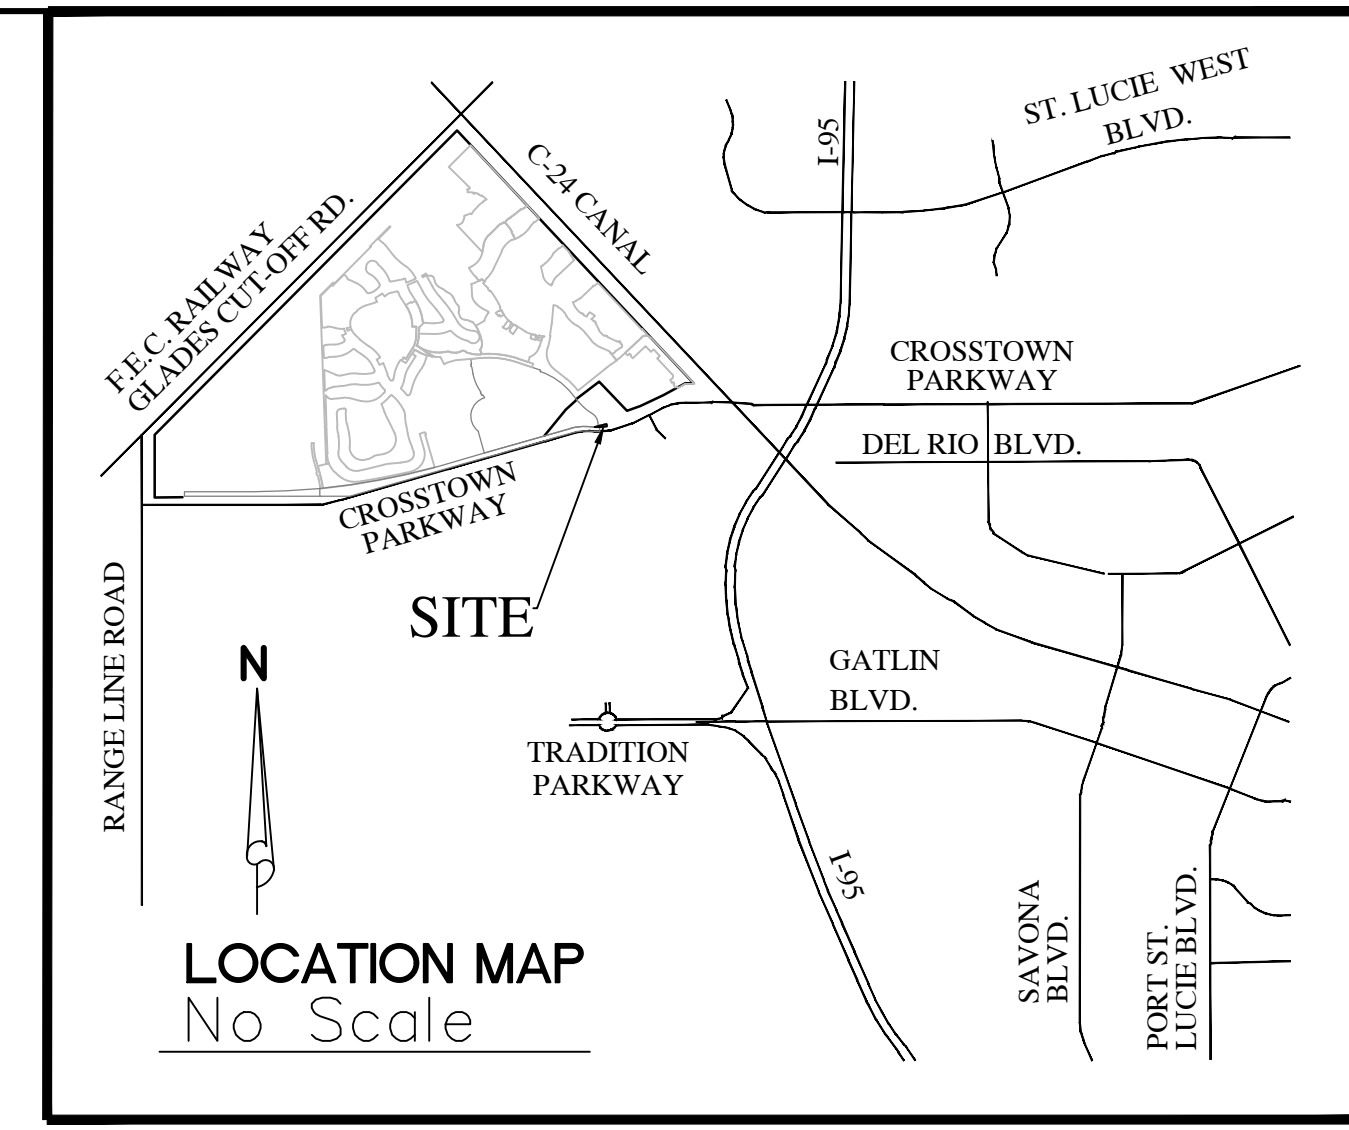 ST. LUCIE WEST
BLVD.
I-95
C-24 CANAL
F.E.C. RAILWAY
GLADES CUT-OFF RD.
CROSSTOWN
PARKWAY
DEL RIO BLVD.
CROSSTOWN
PARKWAY
SITE
RANGE LINE ROAD
N
GATLIN
BLVD.
TRADITION
PARKWAY
I-95
SAVONA
BLVD.
PORT ST.
LUCIE BLVD.
LOCATION MAP
No Scale